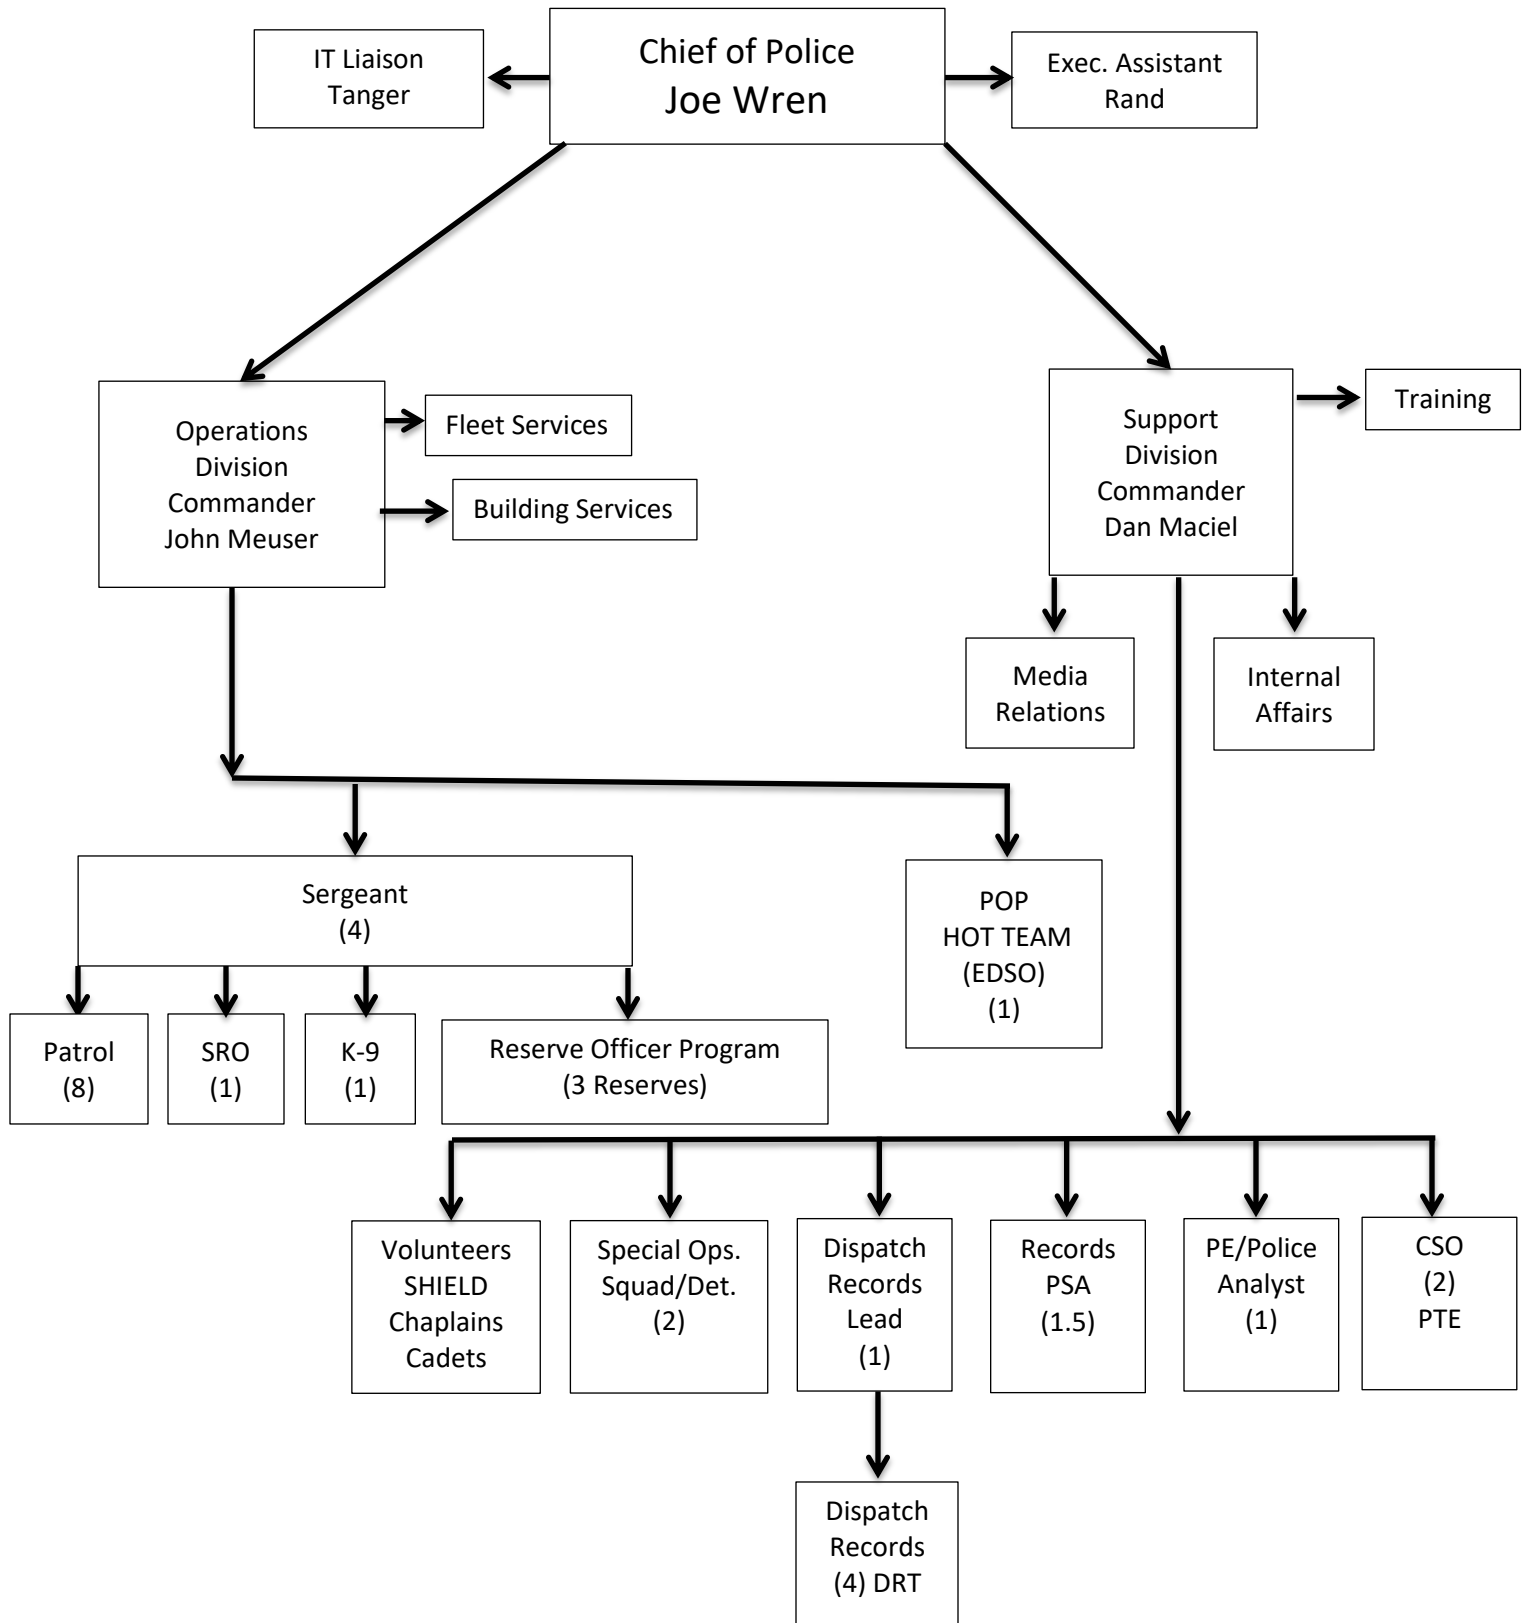 IT Liaison
Tanger
Chief of Police
Joe Wren
Exec. Assistant
Rand
Operations
Division
Commander
John Meuser
Fleet Services
Building Services
Support
Division
Commander
Dan Maciel
Training
Media
Relations
Internal
Affairs
Sergeant
(4)
POP
HOT TEAM
(EDSO)
(1)
Patrol
(8)
SRO
(1)
K-9
(1)
Reserve Officer Program
(3 Reserves)
Volunteers
SHIELD
Chaplains
Cadets
Special Ops.
Squad/Det.
(2)
Dispatch
Records
Lead
(1)
Records
PSA
(1.5)
PE/Police
Analyst
(1)
CSO
(2)
PTE
Dispatch
Records
(4) DRT